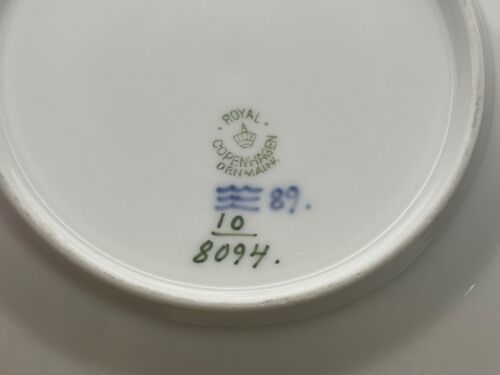 · ROYAL ·
COPENHAGEN
DENMARK
89.
10
8094.